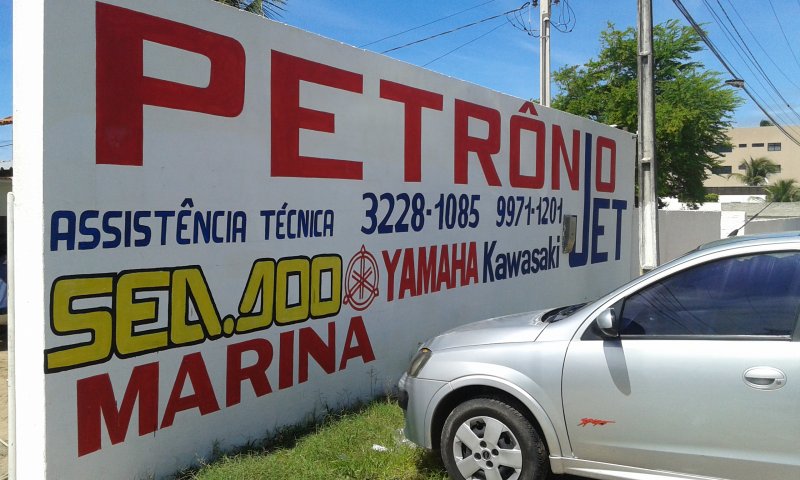 PETRÔNIO
JET
ASSISTÊNCIA TÉCNICA 3228-1085 9971-1201
SEA.DOO YAMAHA Kawasaki
MARINA